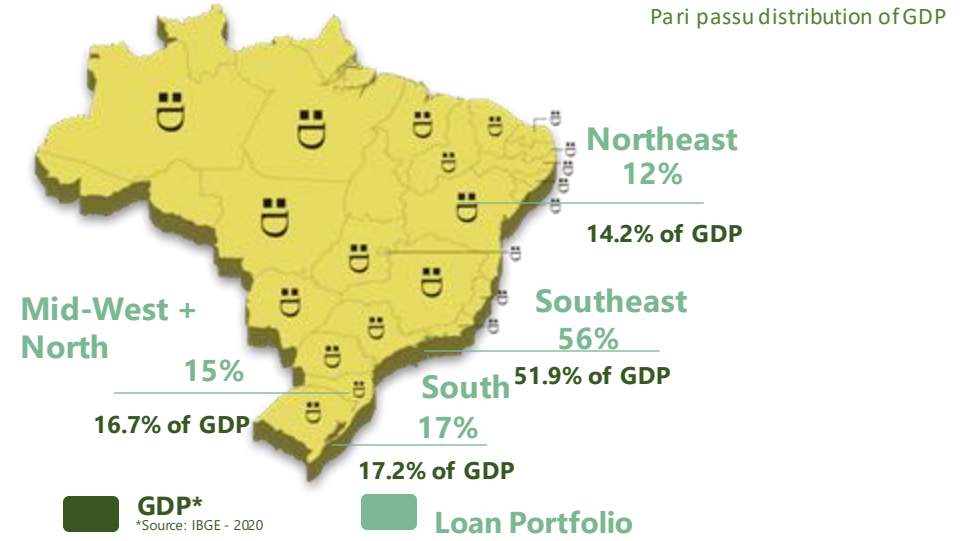 Pari passu distribution of GDP
Northeast
12%
14.2% of GDP
Southeast
56%
51.9% of GDP
Mid-West +
North
15%
16.7% of GDP
South
17%
17.2% of GDP
GDP*
*Source: IBGE - 2020
Loan Portfolio